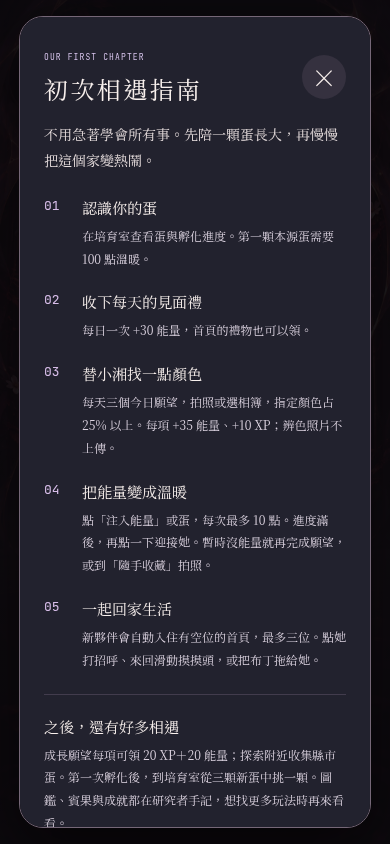 OUR FIRST CHAPTER
初次相遇指南
不用急著學會所有事。先陪一顆蛋長大，再慢慢
把這個家變熱鬧。
01 認識你的蛋
在培育室查看蛋與孵化進度。第一顆本源蛋需要
100 點溫暖。
02 收下每天的見面禮
每日一次 +30 能量，首頁的禮物也可以領。
03 替小湘找一點顏色
每天三個今日願望，拍照或選相簿，指定顏色占
25% 以上。每項 +35 能量、+10 XP；辨色照片不
上傳。
04 把能量變成溫暖
點「注入能量」或蛋，每次最多 10 點。進度滿
後，再點一下迎接她。暫時沒能量就再完成願望，
或到「隨手收藏」拍照。
05 一起回家生活
新夥伴會自動入住有空位的首頁，最多三位。點她
打招呼、來回滑動摸摸頭，或把布丁拖給她。
之後，還有好多相遇
成長願望每項可領 20 XP＋20 能量；探索附近收集縣市
蛋。第一次孵化後，到培育室從三顆新蛋中挑一顆。圖
鑑、賓果與成就都在研究者手記，想找更多玩法時再來看
看。